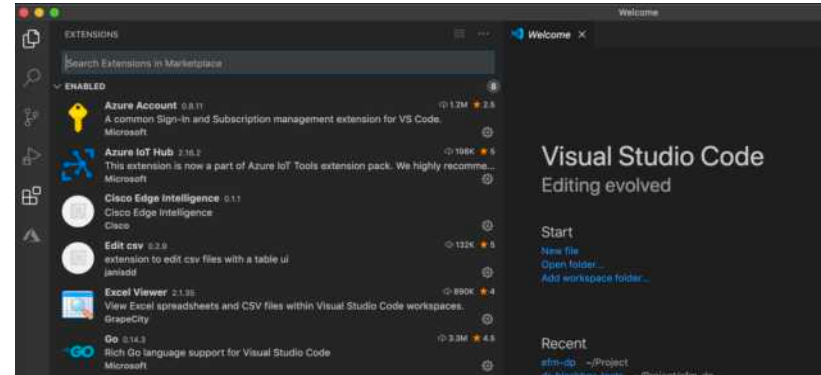 Welcome
EXTENSIONS
Welcome
Search Extensions in Marketplace
ENABLED 8
Azure Account 0.8.11 1.2M 2.5
A common Sign-In and Subscription management extension for VS Code.
Microsoft
Azure IoT Hub 2.16.2 198K 5
This extension is now a part of Azure IoT Tools extension pack. We highly recomme...
Microsoft
Cisco Edge Intelligence 0.1.1
Cisco Edge Intelligence
Cisco
Edit csv 0.2.9 132K 5
extension to edit csv files with a table ui
janisdd
Excel Viewer 2.1.35 890K 4
View Excel spreadsheets and CSV files within Visual Studio Code workspaces.
GrapeCity
GO
Go 0.14.3 3.3M 4.5
Rich Go language support for Visual Studio Code
Microsoft
Visual Studio Code
Editing evolved
Start
New file
Open folder...
Add workspace folder...
Recent
efm-dp ~/Project